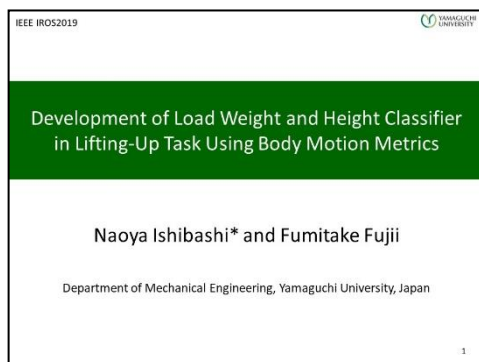 IEEE IROS2019
YAMAGUCHI
UNIVERSITY
Development of Load Weight and Height Classifier
in Lifting-Up Task Using Body Motion Metrics
Naoya Ishibashi* and Fumitake Fujii
Department of Mechanical Engineering, Yamaguchi University, Japan
1